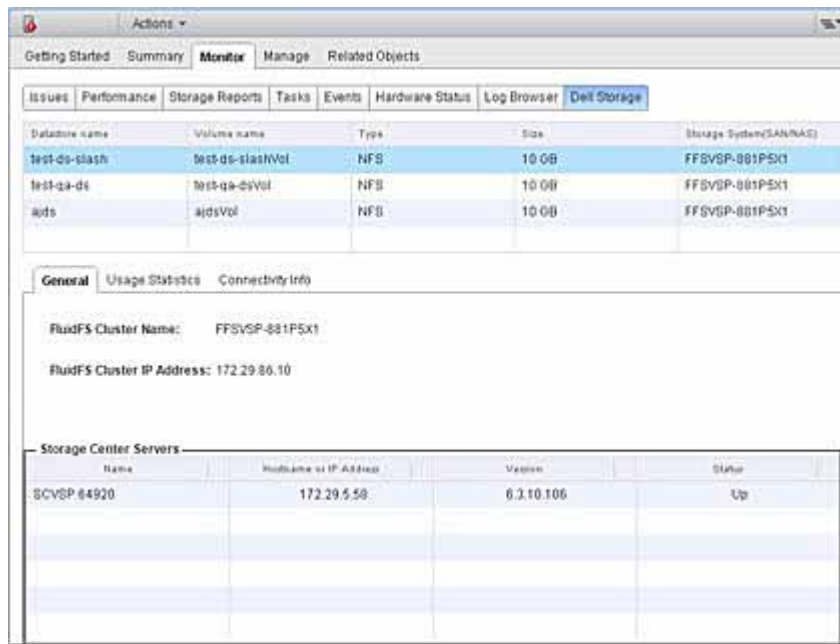 Actions
Getting Started Summary Monitor Manage Related Objects
Issues Performance Storage Reports Tasks Events Hardware Status Log Browser Dell Storage
Datastore name Volume name Type Size Storage System(SAN/NAS)
test-ds-slash test-ds-slashVol NFS 10 GB FFSVSP-881P5X1
test-qa-ds test-qa-dsVol NFS 10 GB FFSVSP-881P5X1
ajds ajdsVol NFS 10 GB FFSVSP-881P5X1
General Usage Statistics Connectivity Info
FluidFS Cluster Name: FFSVSP-881P5X1
FluidFS Cluster IP Address: 172.29.86.10
Storage Center Servers
Name Hostname or IP Address Version Status
SCVSP 64920 172.29.5.50 6.3.10.106 Up